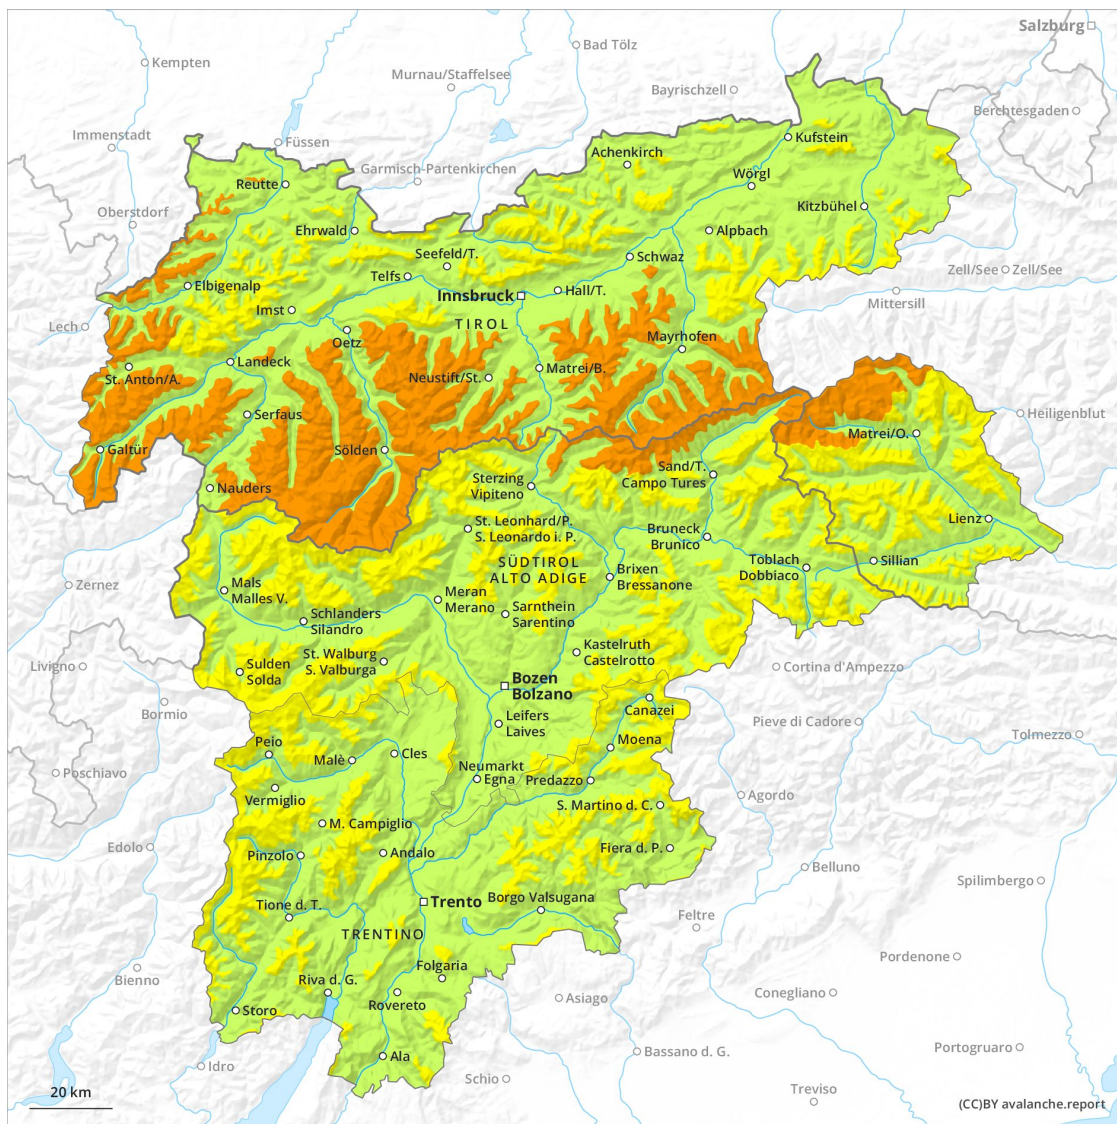 Salzburg
Bad Tölz
Kempten
Murnau/Staffelsee
Bayrischzell
Berchtesgaden
Immenstadt
Füssen
Kufstein
Achenkirch
Garmisch-Partenkirchen
Wörgl
Reutte
Oberstdorf
Kitzbühel
Ehrwald
Alpbach
Seefeld/T.
Schwaz
Zell/See
Zell/See
Telfs
Elbigenalp
Hall/T.
Innsbruck
Mittersill
Imst
TIROL
Lech
Oetz
Mayrhofen
Landeck
Matrei/B.
St. Anton/A.
Neustift/St.
Heiligenblut
Serfaus
Matrei/O.
Galtür
Sölden
Sand/T.
Campo Tures
Sterzing
Vipiteno
Nauders
Lienz
St. Leonhard/P.
S. Leonardo i. P.
Bruneck
Brunico
Toblach
Dobbiaco
Sillian
SÜDTIROL
ALTO ADIGE
Brixen
Bressanone
Zernez
Mals
Malles V.
Meran
Merano
Sarnthein
Sarentino
Schlanders
Silandro
Kastelruth
Castelrotto
St. Walburg
S. Valburga
Livigno
Sulden
Solda
Cortina d'Ampezzo
Bozen
Bolzano
Bormio
Canazei
Leifers
Laives
Pieve di Cadore
Tolmezzo
Peio
Moena
Cles
Malè
Poschiavo
Neumarkt
Egna
Predazzo
Vermiglio
Agordo
S. Martino d. C.
M. Campiglio
Edolo
Pinzolo
Andalo
Fiera d. P.
Belluno
Spilimbergo
Trento
Borgo Valsugana
Tione d. T.
Feltre
TRENTINO
Pordenone
Folgaria
Bienno
Riva d. G.
Rovereto
Conegliano
Asiago
Storo
Portogruaro
Bassano d. G.
Ala
Idro
Schio
Treviso
20 km
(CC)BY avalanche.report